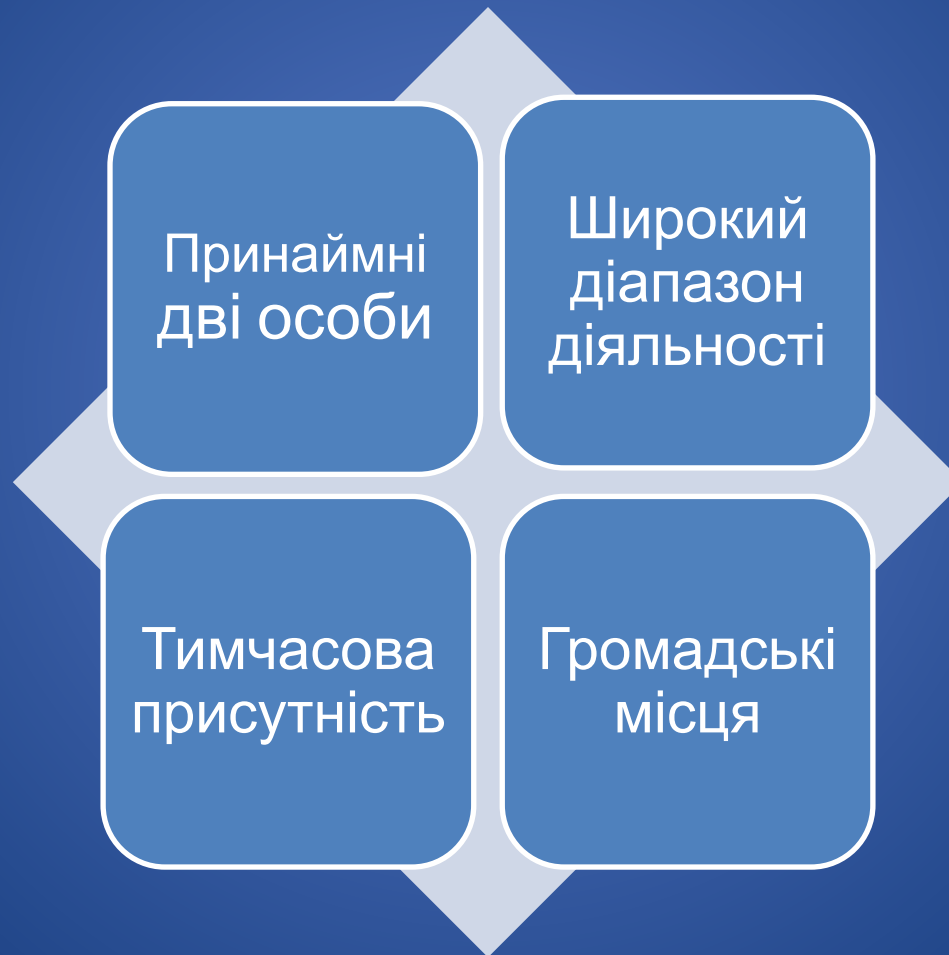 Принаймні
дві особи
Широкий
діапазон
діяльності
Тимчасова
присутність
Громадські
місця